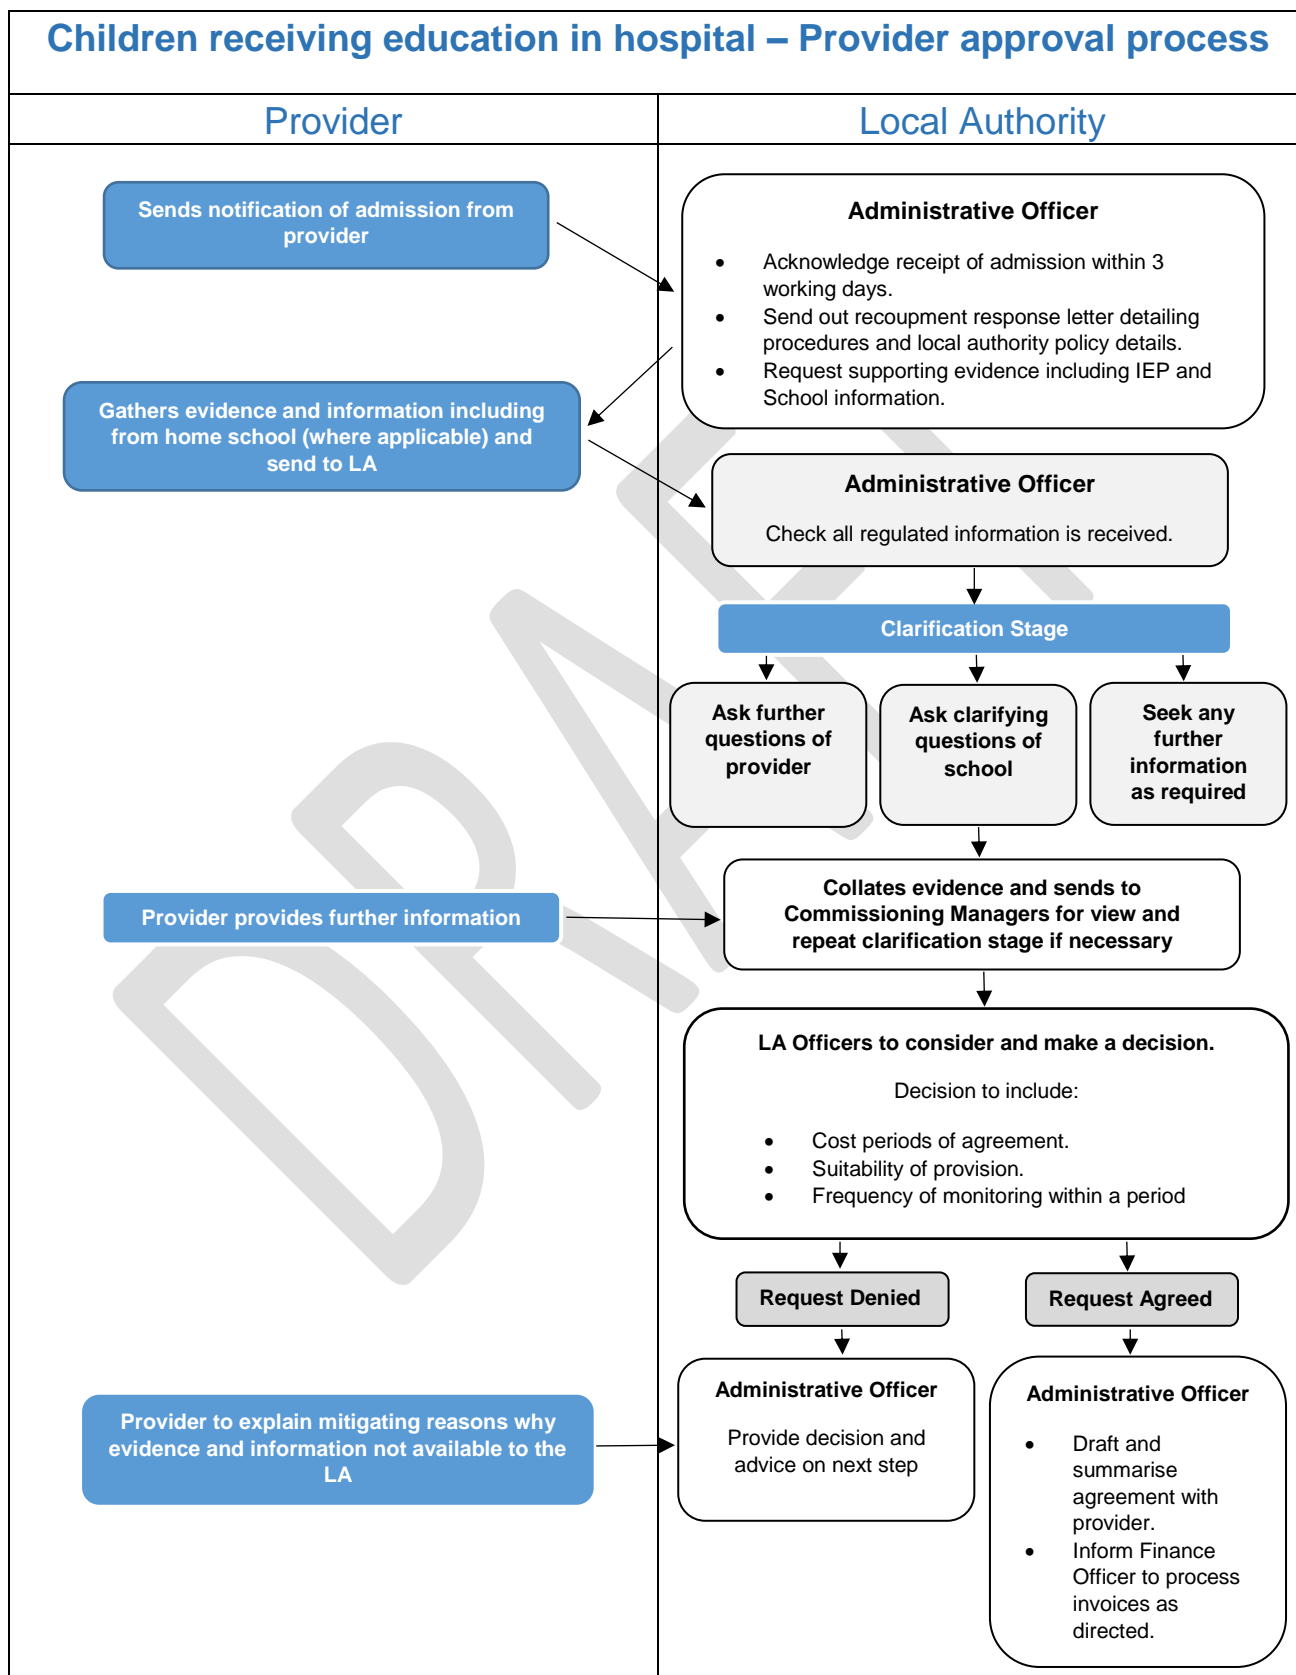 Children receiving education in hospital – Provider approval process
Provider
Local Authority
Sends notification of admission from
provider
Administrative Officer
• Acknowledge receipt of admission within 3
working days.
• Send out recoupment response letter detailing
procedures and local authority policy details.
• Request supporting evidence including IEP and
School information.
Gathers evidence and information including
from home school (where applicable) and
send to LA
Administrative Officer
Check all regulated information is received.
Clarification Stage
Ask further
questions of
provider
Ask clarifying
questions of
school
Seek any
further
information
as required
Provider provides further information
Collates evidence and sends to
Commissioning Managers for view and
repeat clarification stage if necessary
LA Officers to consider and make a decision.
Decision to include:
• Cost periods of agreement.
• Suitability of provision.
• Frequency of monitoring within a period
Request Denied
Request Agreed
Provider to explain mitigating reasons why
evidence and information not available to the
LA
Administrative Officer
Provide decision and
advice on next step
Administrative Officer
• Draft and
summarise
agreement with
provider.
• Inform Finance
Officer to process
invoices as
directed.
DRAFT